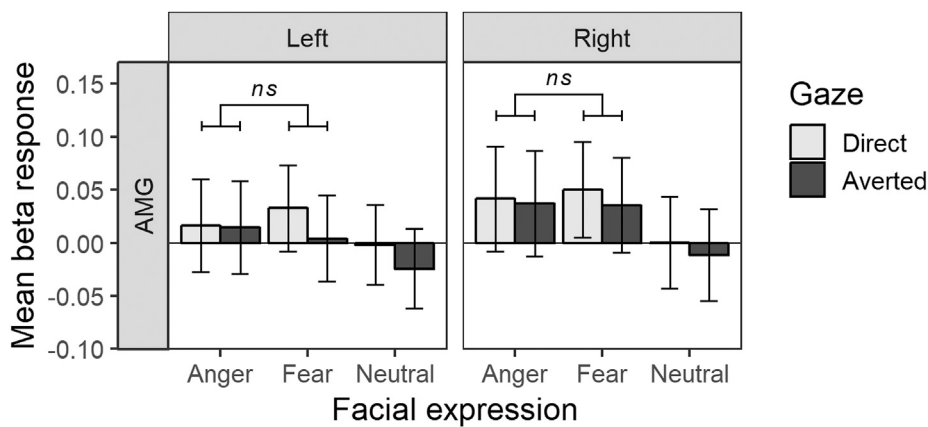 Left
Right
Mean beta response
AMG
0.15
0.10
0.05
0.00
-0.05
-0.10
ns
ns
Anger
Fear
Neutral
Anger
Fear
Neutral
Facial expression
Gaze
Direct
Averted